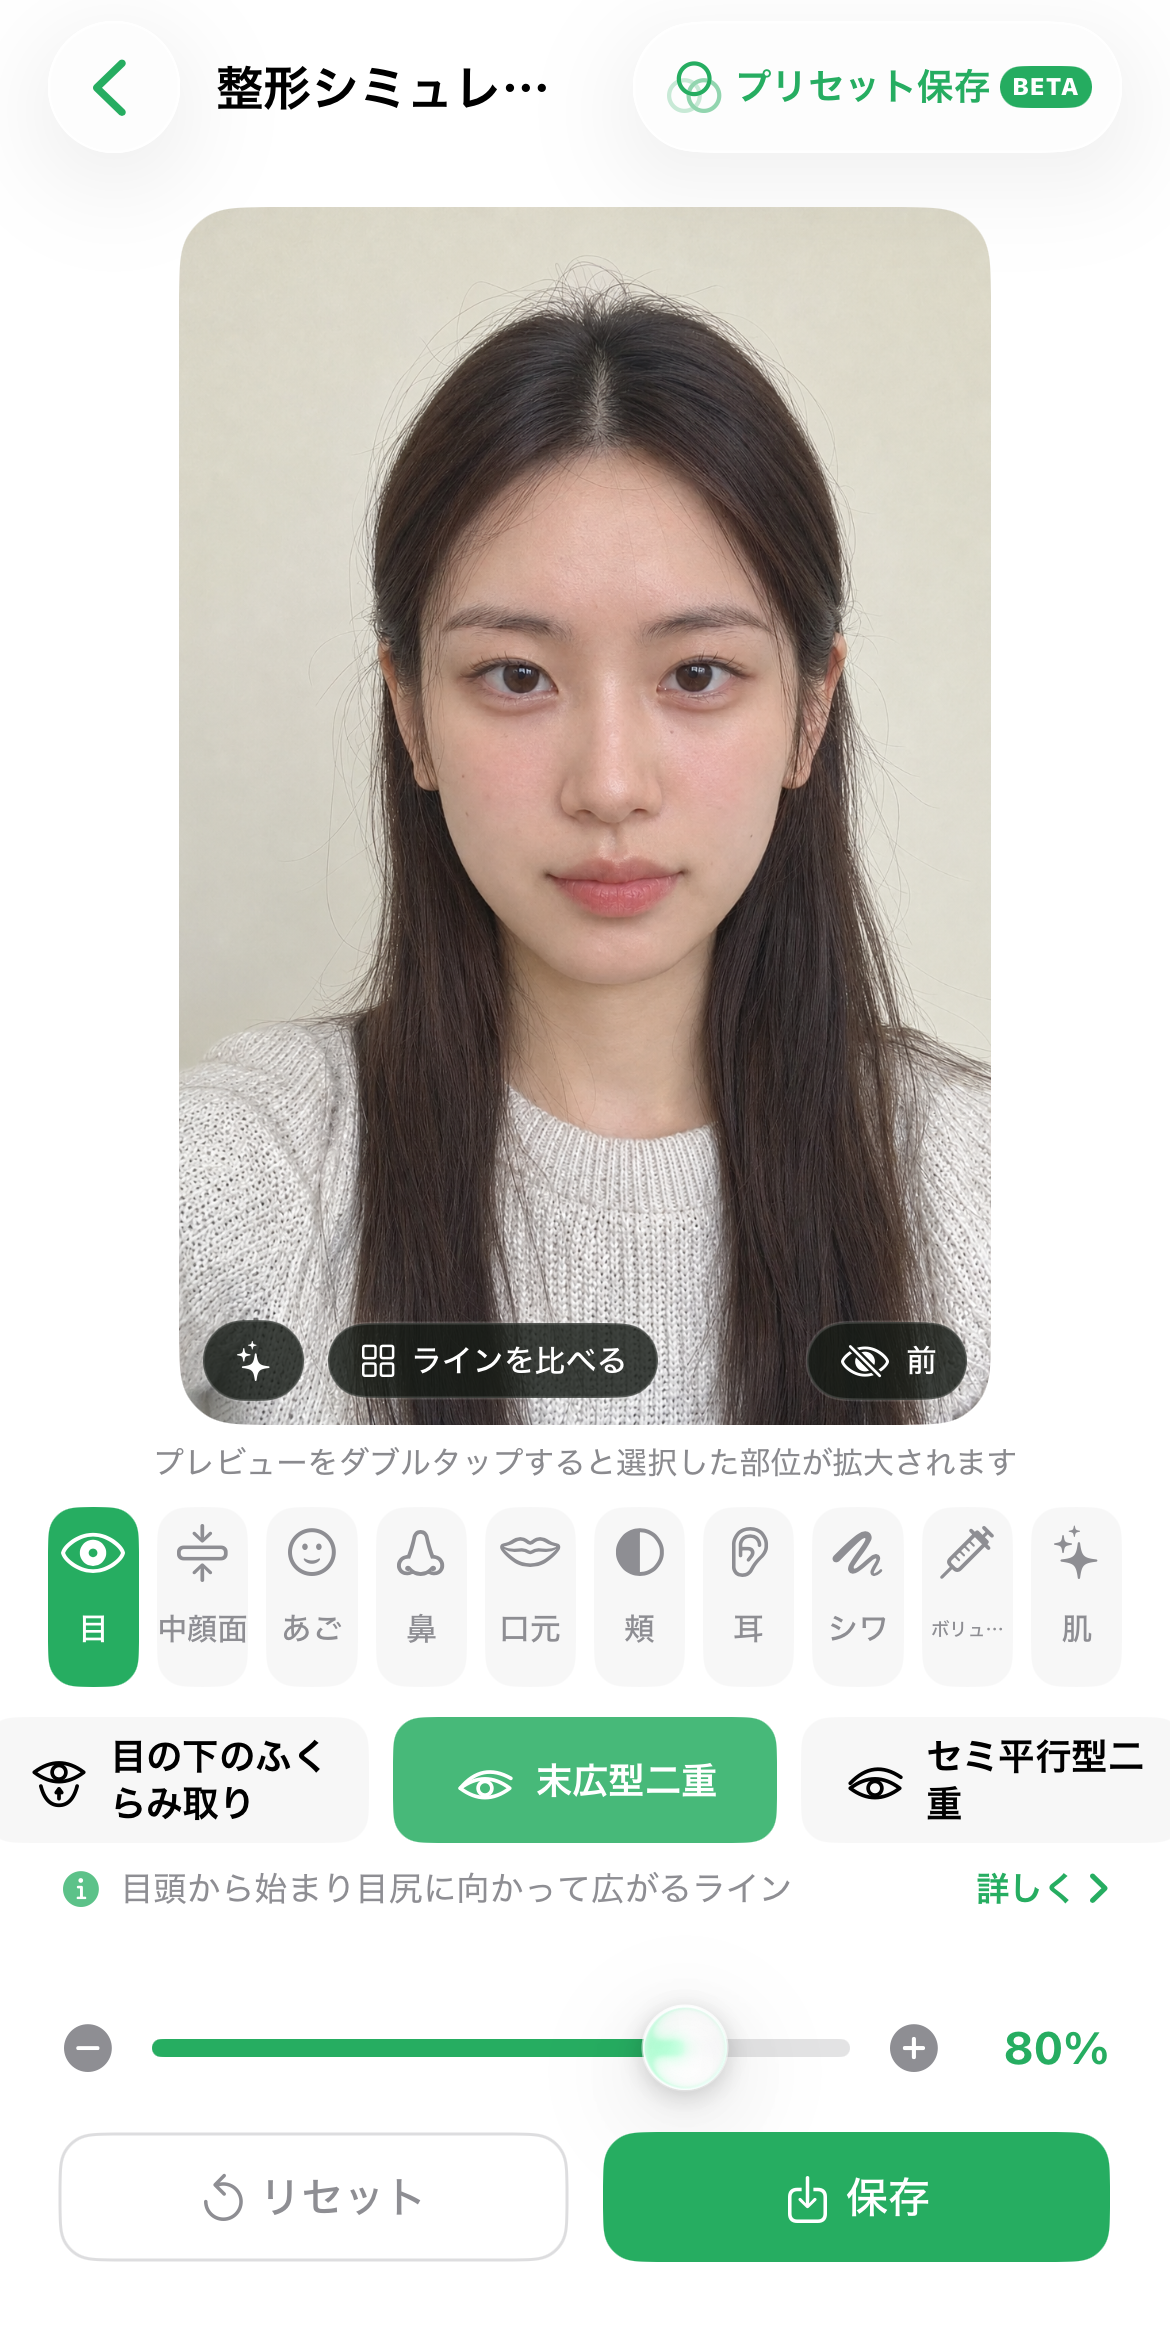 整形シミュレ…
プリセット保存 BETA
ラインを比べる
前
プレビューをダブルタップすると選択した部位が拡大されます
目
中顔面
あご
鼻
口元
頬
耳
シワ
ボリュ…
肌
目の下のふく
らみ取り
末広型二重
セミ平行型二
重
目頭から始まり目尻に向かって広がるライン
詳しく
80%
リセット
保存